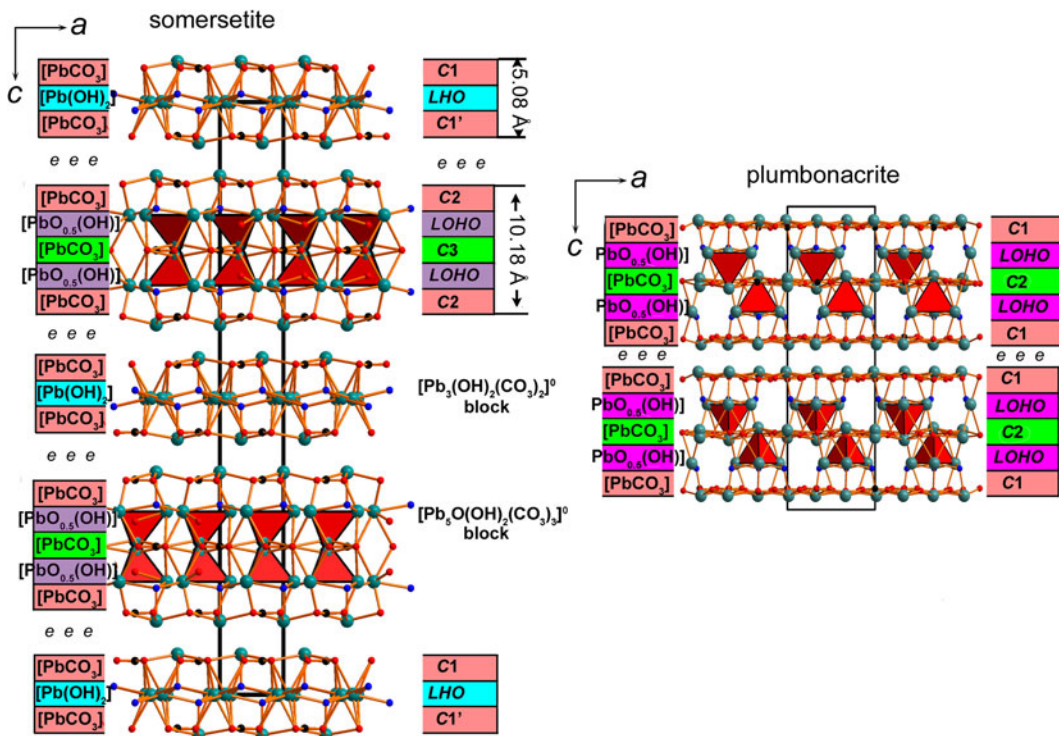 somersetite
a
c
[PbCO₃]
[Pb(OH)₂]
[PbCO₃]
C1
LHO
C1’
5.08 Å
e e e
e e e
[PbCO₃]
[PbO₀.₅(OH)]
[PbCO₃]
[PbO₀.₅(OH)]
[PbCO₃]
C2
LOHO
C3
LOHO
C2
10.18 Å
e e e
[PbCO₃]
[Pb(OH)₂]
[PbCO₃]
[Pb₃(OH)₂(CO₃)₂]⁰
block
e e e
[PbCO₃]
[PbO₀.₅(OH)]
[PbCO₃]
[PbO₀.₅(OH)]
[PbCO₃]
[Pb₅O(OH)₂(CO₃)₃]⁰
block
e e e
[PbCO₃]
[Pb(OH)₂]
[PbCO₃]
C1
LHO
C1’
plumbonacrite
a
c
[PbCO₃]
PbO₀.₅(OH)]
[PbCO₃]
PbO₀.₅(OH)]
[PbCO₃]
C1
LOHO
C2
LOHO
C1
e e e
e e e
[PbCO₃]
PbO₀.₅(OH)]
[PbCO₃]
PbO₀.₅(OH)]
[PbCO₃]
C1
LOHO
C2
LOHO
C1